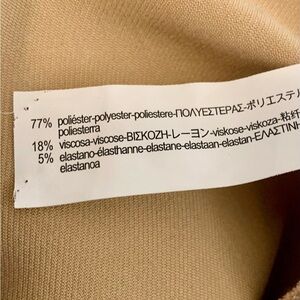 77% poliéster-polyester-poliestere-ΠΟΛΥΕΣΤΕΡΑΣ-ポリエステル
poliesterra
18% viscosa-viscose-ΒΙΣΚΟΖΗ-レーヨン-viskose-viskoza-粘纤
5% elastano-élasthanne-elastane-elastaan-elastan-ΕΛΑΣΤΙΝΗ
elastanoa